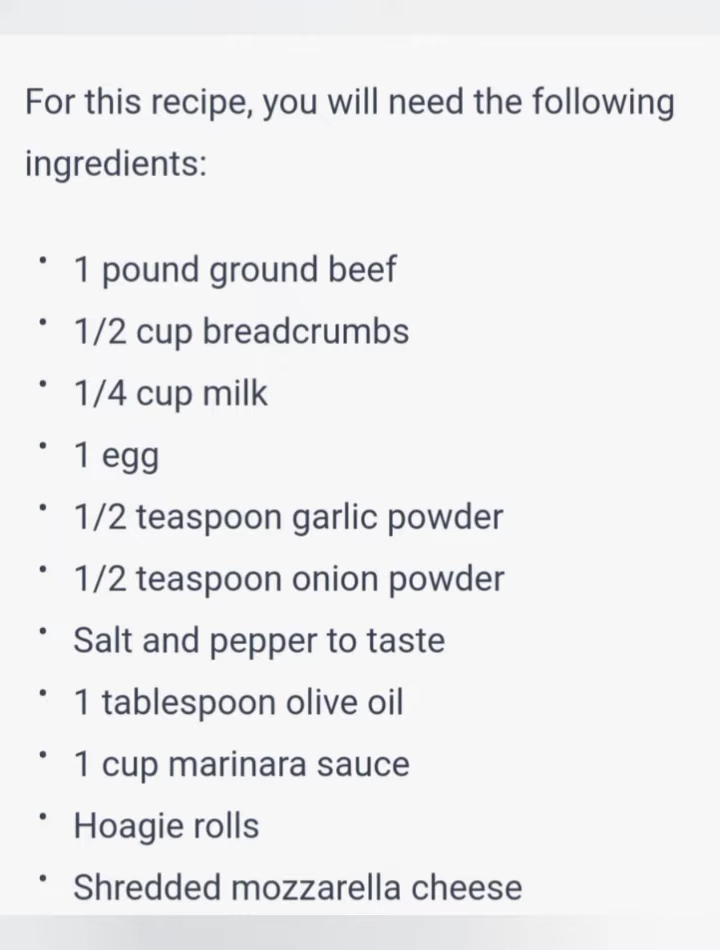 For this recipe, you will need the following
ingredients:
• 1 pound ground beef
• 1/2 cup breadcrumbs
• 1/4 cup milk
• 1 egg
• 1/2 teaspoon garlic powder
• 1/2 teaspoon onion powder
• Salt and pepper to taste
• 1 tablespoon olive oil
• 1 cup marinara sauce
• Hoagie rolls
• Shredded mozzarella cheese